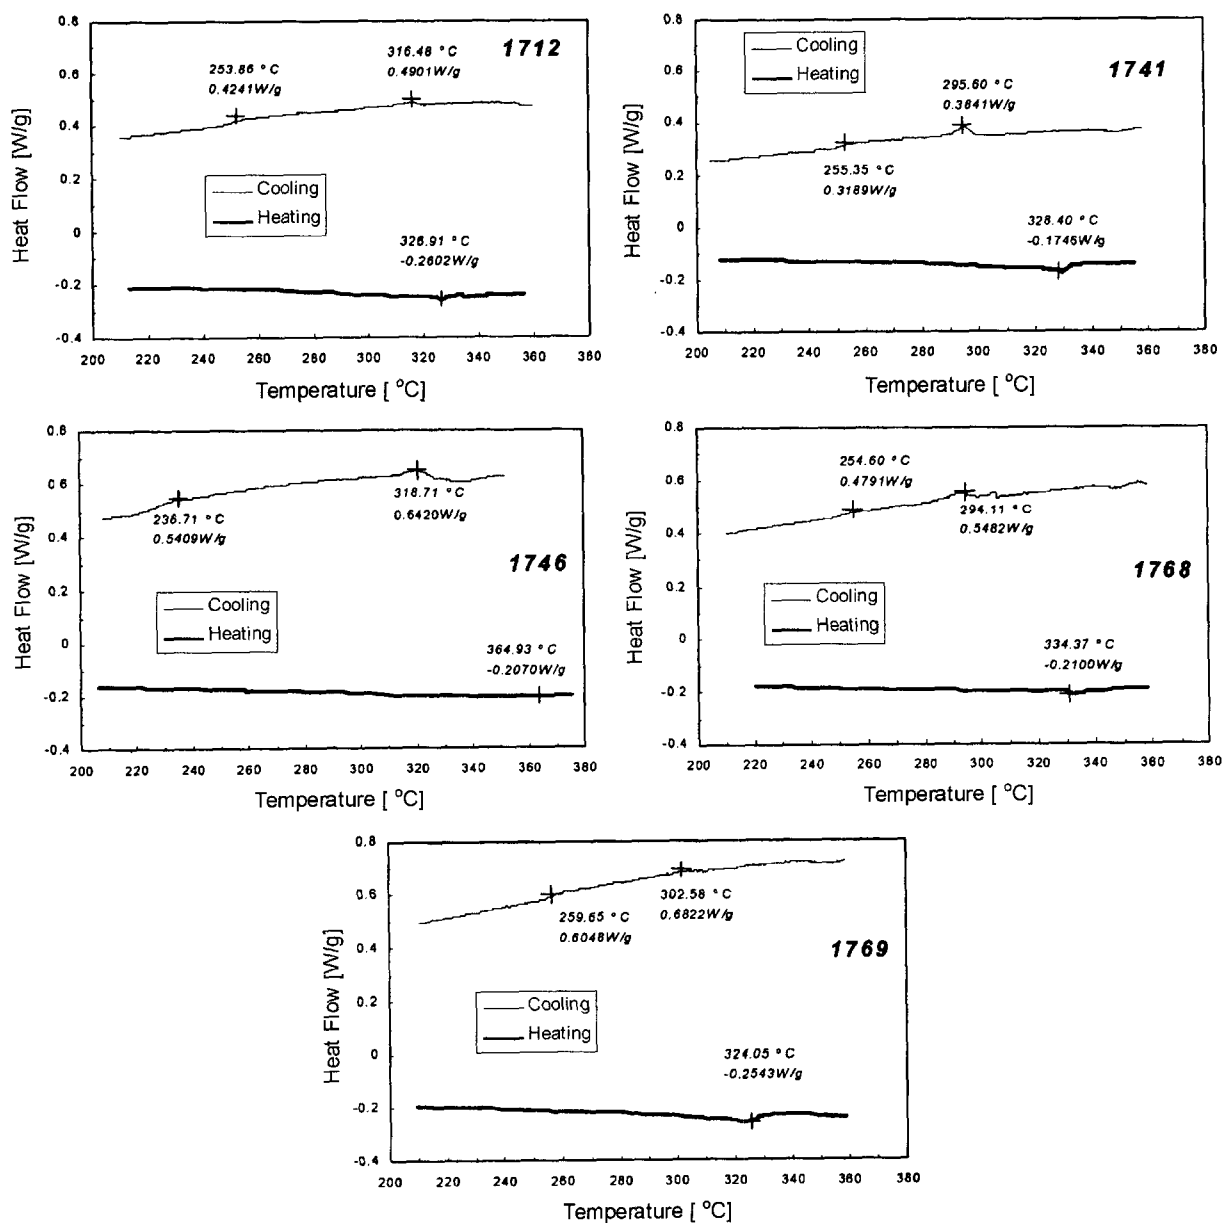 1712
253.86 °C
0.4241W/g
316.48 °C
0.4901W/g
Cooling
Heating
326.91 °C
-0.2602W/g
0.8
0.6
0.4
0.2
0
-0.2
-0.4
Heat Flow [W/g]
200 220 240 260 280 300 320 340 360 380
Temperature [ °C]
1741
Cooling
Heating
295.60 °C
0.3841W/g
255.35 °C
0.3189W/g
328.40 °C
-0.1746W/g
0.8
0.6
0.4
0.2
0
-0.2
-0.4
Heat Flow [W/g]
200 220 240 260 280 300 320 340 360 380
Temperature [ °C]
236.71 °C
0.5409W/g
318.71 °C
0.6420W/g
1746
Cooling
Heating
364.93 °C
-0.2070W/g
0.8
0.6
0.4
0.2
0
-0.2
-0.4
Heat Flow [W/g]
200 220 240 260 280 300 320 340 360 380
Temperature [ °C]
254.60 °C
0.4791W/g
294.11 °C
0.5482W/g
1768
Cooling
Heating
334.37 °C
-0.2100W/g
0.8
0.6
0.4
0.2
0
-0.2
-0.4
Heat Flow [W/g]
200 220 240 260 280 300 320 340 360 380
Temperature [ °C]
259.65 °C
0.6048W/g
302.58 °C
0.6822W/g
1769
Cooling
Heating
324.05 °C
-0.2543W/g
0.8
0.6
0.4
0.2
0
-0.2
-0.4
Heat Flow [W/g]
200 220 240 260 280 300 320 340 360 380
Temperature [ °C]